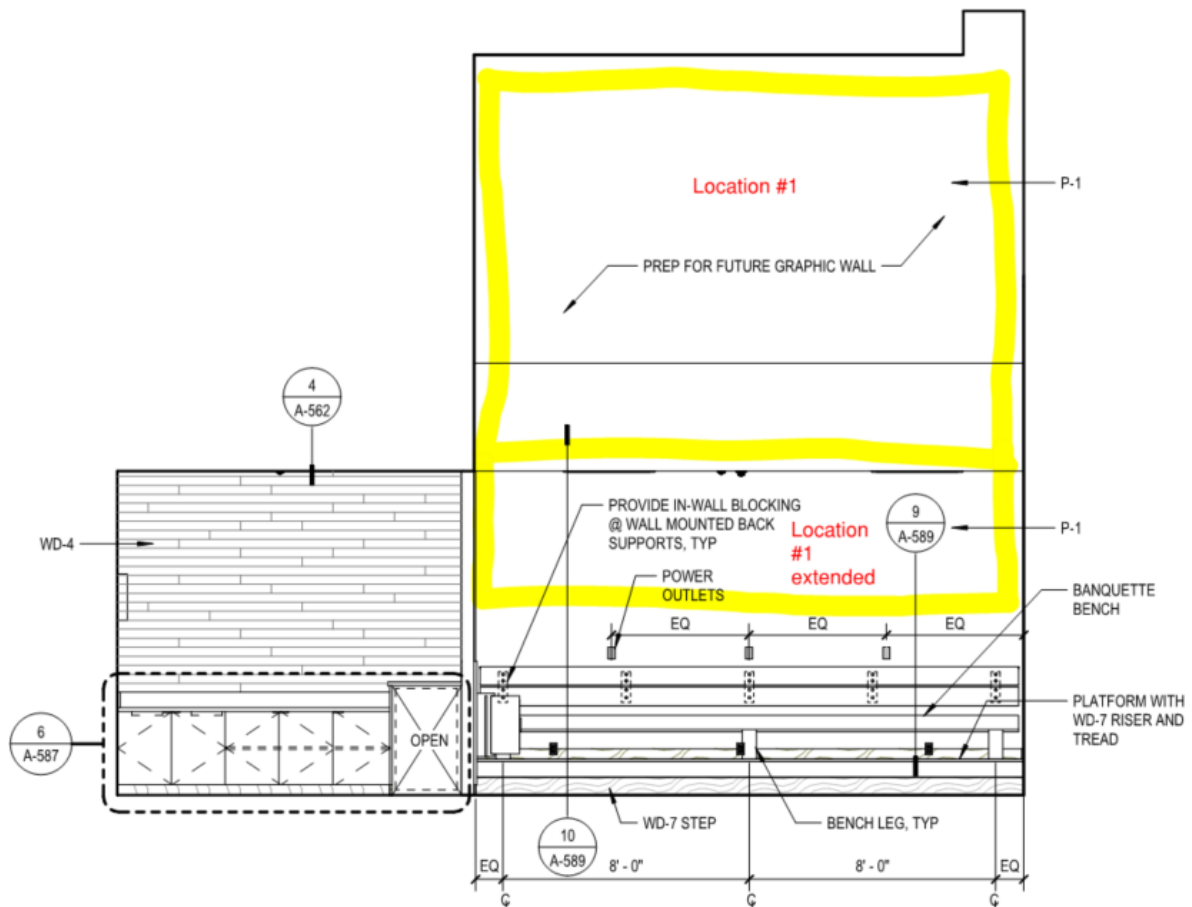 Location #1
P-1
PREP FOR FUTURE GRAPHIC WALL
4
A-562
PROVIDE IN-WALL BLOCKING
@ WALL MOUNTED BACK
SUPPORTS, TYP
Location
#1
extended
9
A-589
P-1
WD-4
POWER
OUTLETS
BANQUETTE
BENCH
EQ
EQ
EQ
PLATFORM WITH
WD-7 RISER AND
TREAD
6
A-587
OPEN
WD-7 STEP
BENCH LEG, TYP
10
A-589
EQ
8' - 0"
8' - 0"
EQ